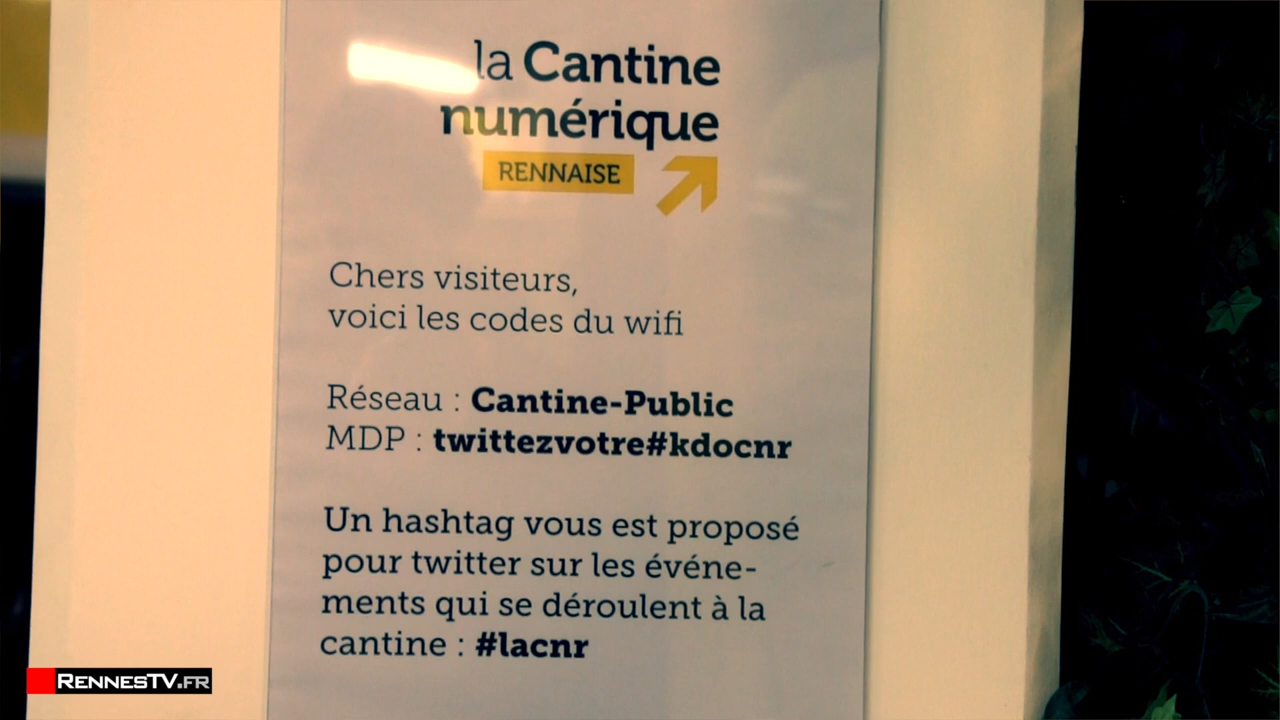 la Cantine
numérique
RENNAISE
Chers visiteurs,
voici les codes du wifi
Réseau : Cantine-Public
MDP : twittezvotre#kdocnr
Un hashtag vous est proposé
pour twitter sur les événe-
ments qui se déroulent à la
cantine : #lacnr
RENNESTV.FR